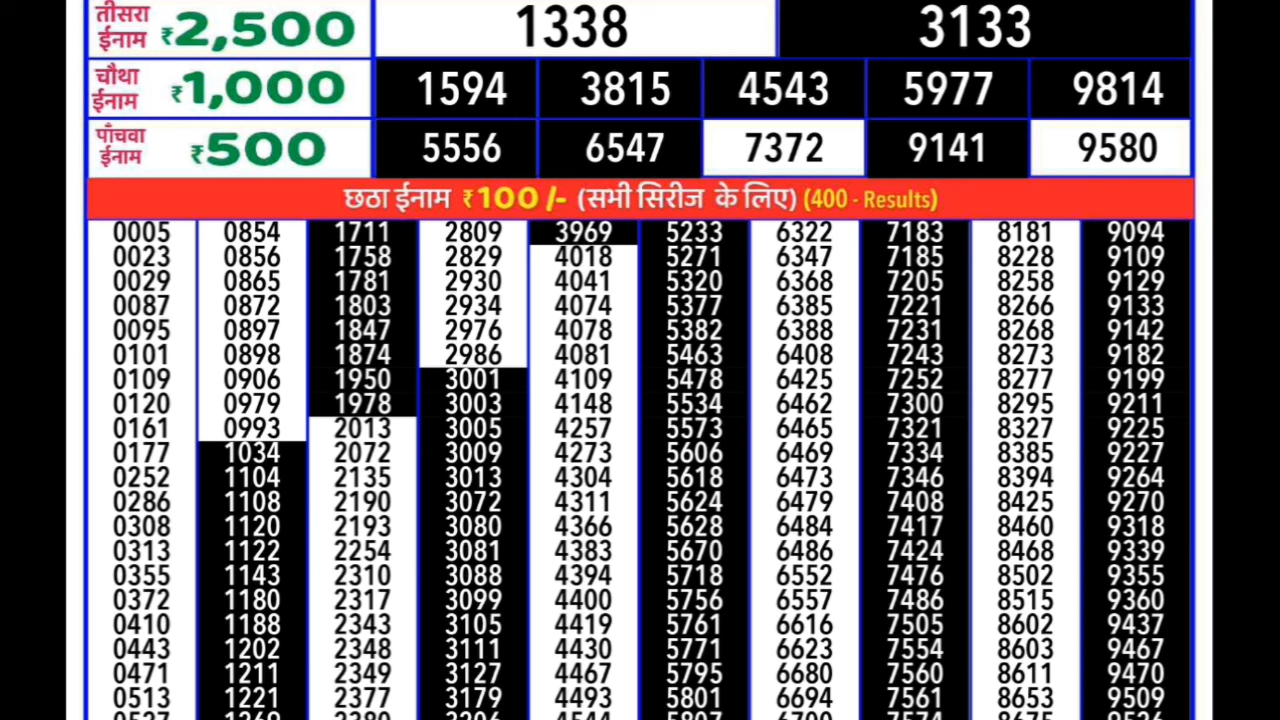 तीसरा ईनाम ₹2,500 1338 3133
चौथा ईनाम ₹1,000 1594 3815 4543 5977 9814
पाँचवा ईनाम ₹500 5556 6547 7372 9141 9580
छठा ईनाम ₹100/- (सभी सिरीज के लिए) (400 - Results)
0005 0854 1711 2809 3969 5233 6322 7183 8181 9094
0023 0856 1758 2829 4018 5271 6347 7185 8228 9109
0029 0865 1781 2930 4041 5320 6368 7205 8258 9129
0087 0872 1803 2934 4074 5377 6385 7221 8266 9133
0095 0897 1847 2976 4078 5382 6388 7231 8268 9142
0101 0898 1874 2986 4081 5463 6408 7243 8273 9182
0109 0906 1950 3001 4109 5478 6425 7252 8277 9199
0120 0979 1978 3003 4148 5534 6462 7300 8295 9211
0161 0993 2013 3005 4257 5573 6465 7321 8327 9225
0177 1034 2072 3009 4273 5606 6469 7334 8385 9227
0252 1104 2135 3013 4304 5618 6473 7346 8394 9264
0286 1108 2190 3072 4311 5624 6479 7408 8425 9270
0308 1120 2193 3080 4366 5628 6484 7417 8460 9318
0313 1122 2254 3081 4383 5670 6486 7424 8468 9339
0355 1143 2310 3088 4394 5718 6552 7476 8502 9355
0372 1180 2317 3099 4400 5756 6557 7486 8515 9360
0410 1188 2343 3105 4419 5761 6616 7505 8602 9437
0443 1202 2348 3111 4430 5771 6623 7554 8603 9467
0471 1211 2349 3127 4467 5795 6680 7560 8611 9470
0513 1221 2377 3179 4493 5801 6694 7561 8653 9509